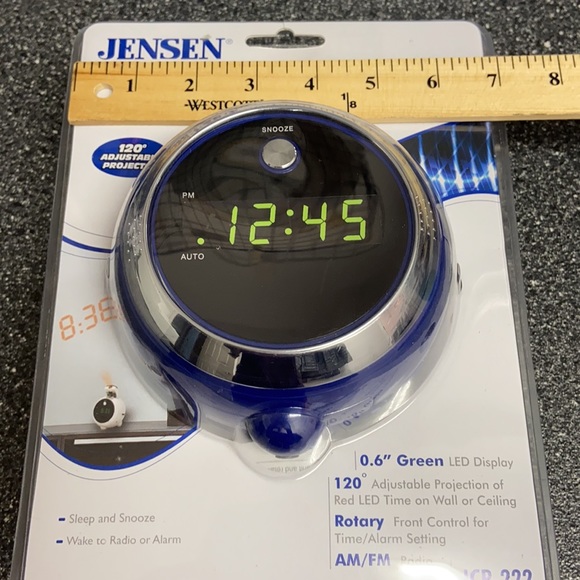 JENSEN®
1 2 3 4 5 6 7 8
WESTCOTT
1/8
120°
ADJUSTABLE
SNOOZE
PM
.12:45
AUTO
8:36
0.6" Green LED Display
120° Adjustable Projection of
Red LED Time on Wall or Ceiling
Rotary Front Control for
Time/Alarm Setting
AM/FM
- Sleep and Snooze
- Wake to Radio or Alarm